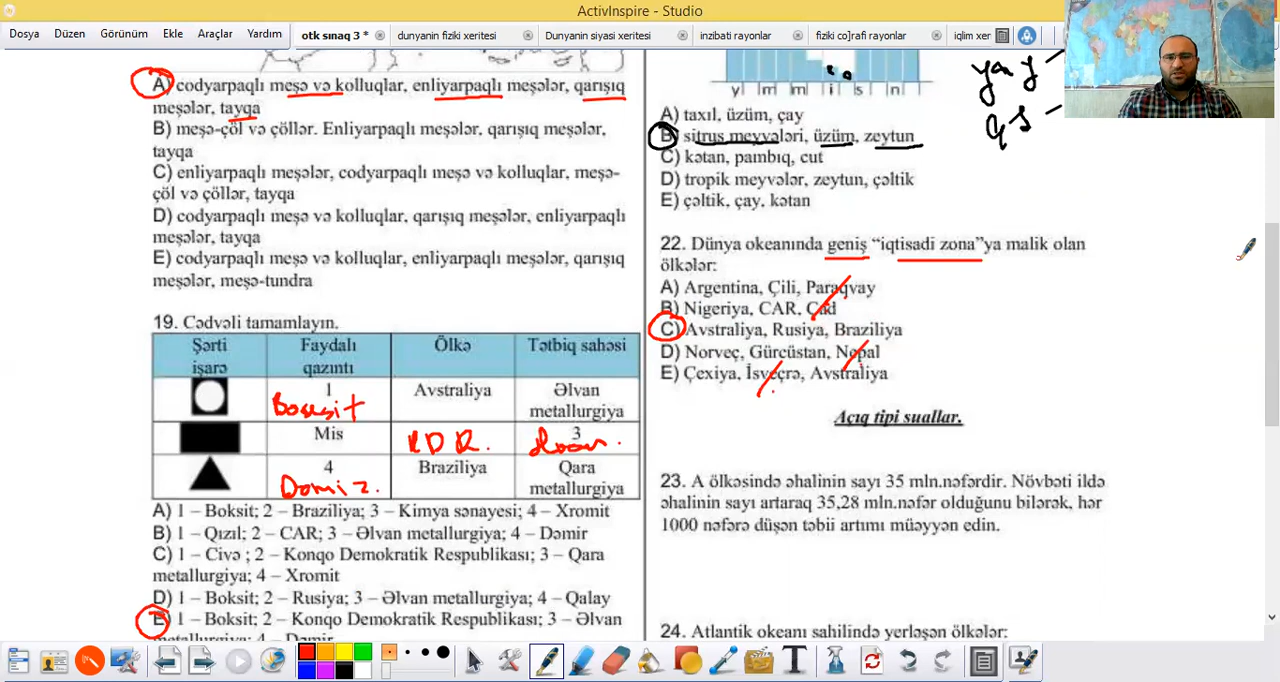 ActivInspire - Studio
Dosya Düzen Görünüm Ekle Araçlar Yardım otk sınaq 3 * dunyanin fiziki xeritesi Dunyanin siyasi xeritesi inzibati rayonlar fiziki co]rafi rayonlar iqlim xer
A) codyarpaqlı meşə və kolluqlar, enliyarpaqlı meşələr, qarışıq
meşələr, tayqa
B) meşə-çöl və çöllər. Enliyarpaqlı meşələr, qarışıq meşələr,
tayqa
C) enliyarpaqlı meşələr, codyarpaqlı meşə və kolluqlar, meşə-
çöl və çöllər, tayqa
D) codyarpaqlı meşə və kolluqlar, qarışıq meşələr, enliyarpaqlı
meşələr, tayqa
E) codyarpaqlı meşə və kolluqlar, enliyarpaqlı meşələr, qarışıq
meşələr, meşə-tundra
19. Cədvəli tamamlayın.
Şərti işarə Faydalı qazıntı Ölkə Tətbiq sahəsi
1 Boksit Avstraliya Əlvan metallurgiya
Mis KDR. 3
4 Dəmir. Braziliya Qara metallurgiya
A) 1 – Boksit; 2 – Braziliya; 3 – Kimya sənayesi; 4 – Xromit
B) 1 – Qızıl; 2 – CAR; 3 – Əlvan metallurgiya; 4 – Dəmir
C) 1 – Civə ; 2 – Konqo Demokratik Respublikası; 3 – Qara
metallurgiya; 4 – Xromit
D) 1 – Boksit; 2 – Rusiya; 3 – Əlvan metallurgiya; 4 – Qalay
E) 1 – Boksit; 2 – Konqo Demokratik Respublikası; 3 – Əlvan
metallurgiya; 4 – Dəmir
y m m i s n
yay
qış
A) taxıl, üzüm, çay
B) sitrus meyvələri, üzüm, zeytun
C) kətan, pambıq, cut
D) tropik meyvələr, zeytun, çəltik
E) çəltik, çay, kətan
22. Dünya okeanında geniş “iqtisadi zona”ya malik olan
ölkələr:
A) Argentina, Çili, Paraqvay
B) Nigeriya, CAR, Çad
C) Avstraliya, Rusiya, Braziliya
D) Norveç, Gürcüstan, Nepal
E) Çexiya, İsveçrə, Avstraliya
Açıq tipi suallar.
23. A ölkəsində əhalinin sayı 35 mln.nəfərdir. Növbəti ildə
əhalinin sayı artaraq 35,28 mln.nəfər olduğunu bilərək, hər
1000 nəfərə düşən təbii artımı müəyyən edin.
24. Atlantik okeanı sahilində yerləşən ölkələr: